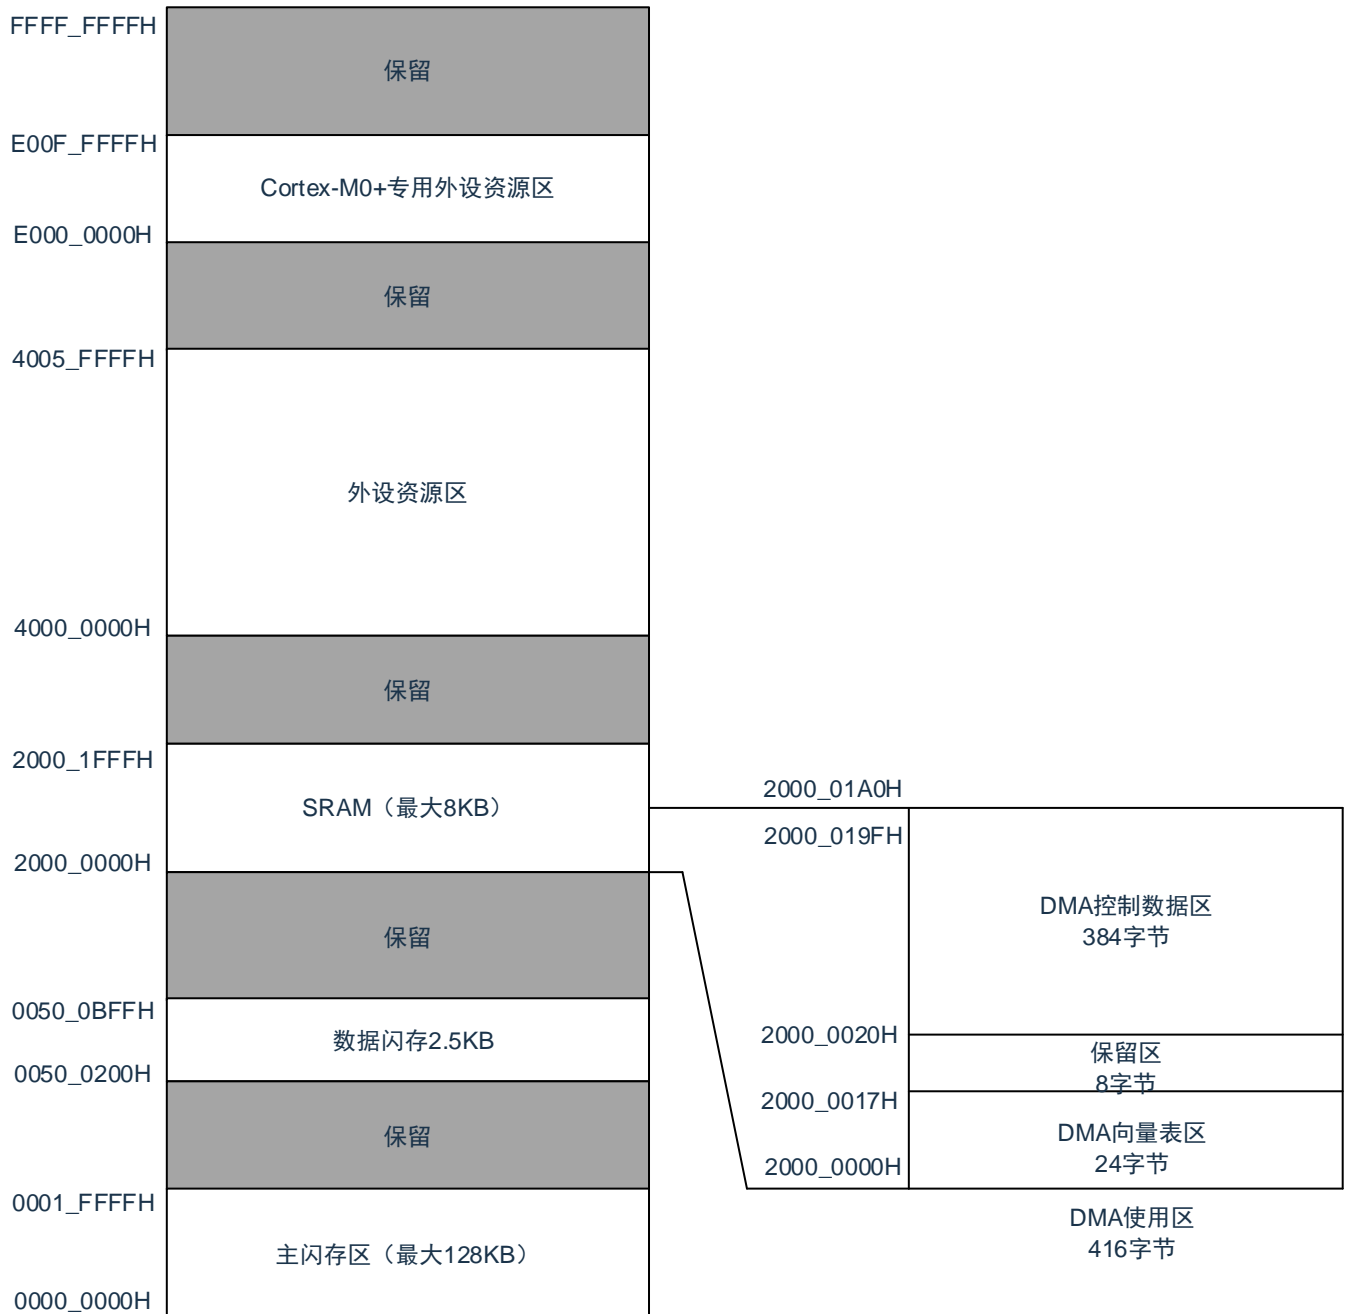 FFFF_FFFFH
保留
E00F_FFFFH
Cortex-M0+专用外设资源区
E000_0000H
保留
4005_FFFFH
外设资源区
4000_0000H
保留
2000_1FFFH
SRAM（最大8KB）
2000_0000H
保留
0050_0BFFH
数据闪存2.5KB
0050_0200H
保留
0001_FFFFH
主闪存区（最大128KB）
0000_0000H
2000_01A0H
2000_019FH
DMA控制数据区
384字节
2000_0020H
保留区
8字节
2000_0017H
DMA向量表区
24字节
2000_0000H
DMA使用区
416字节